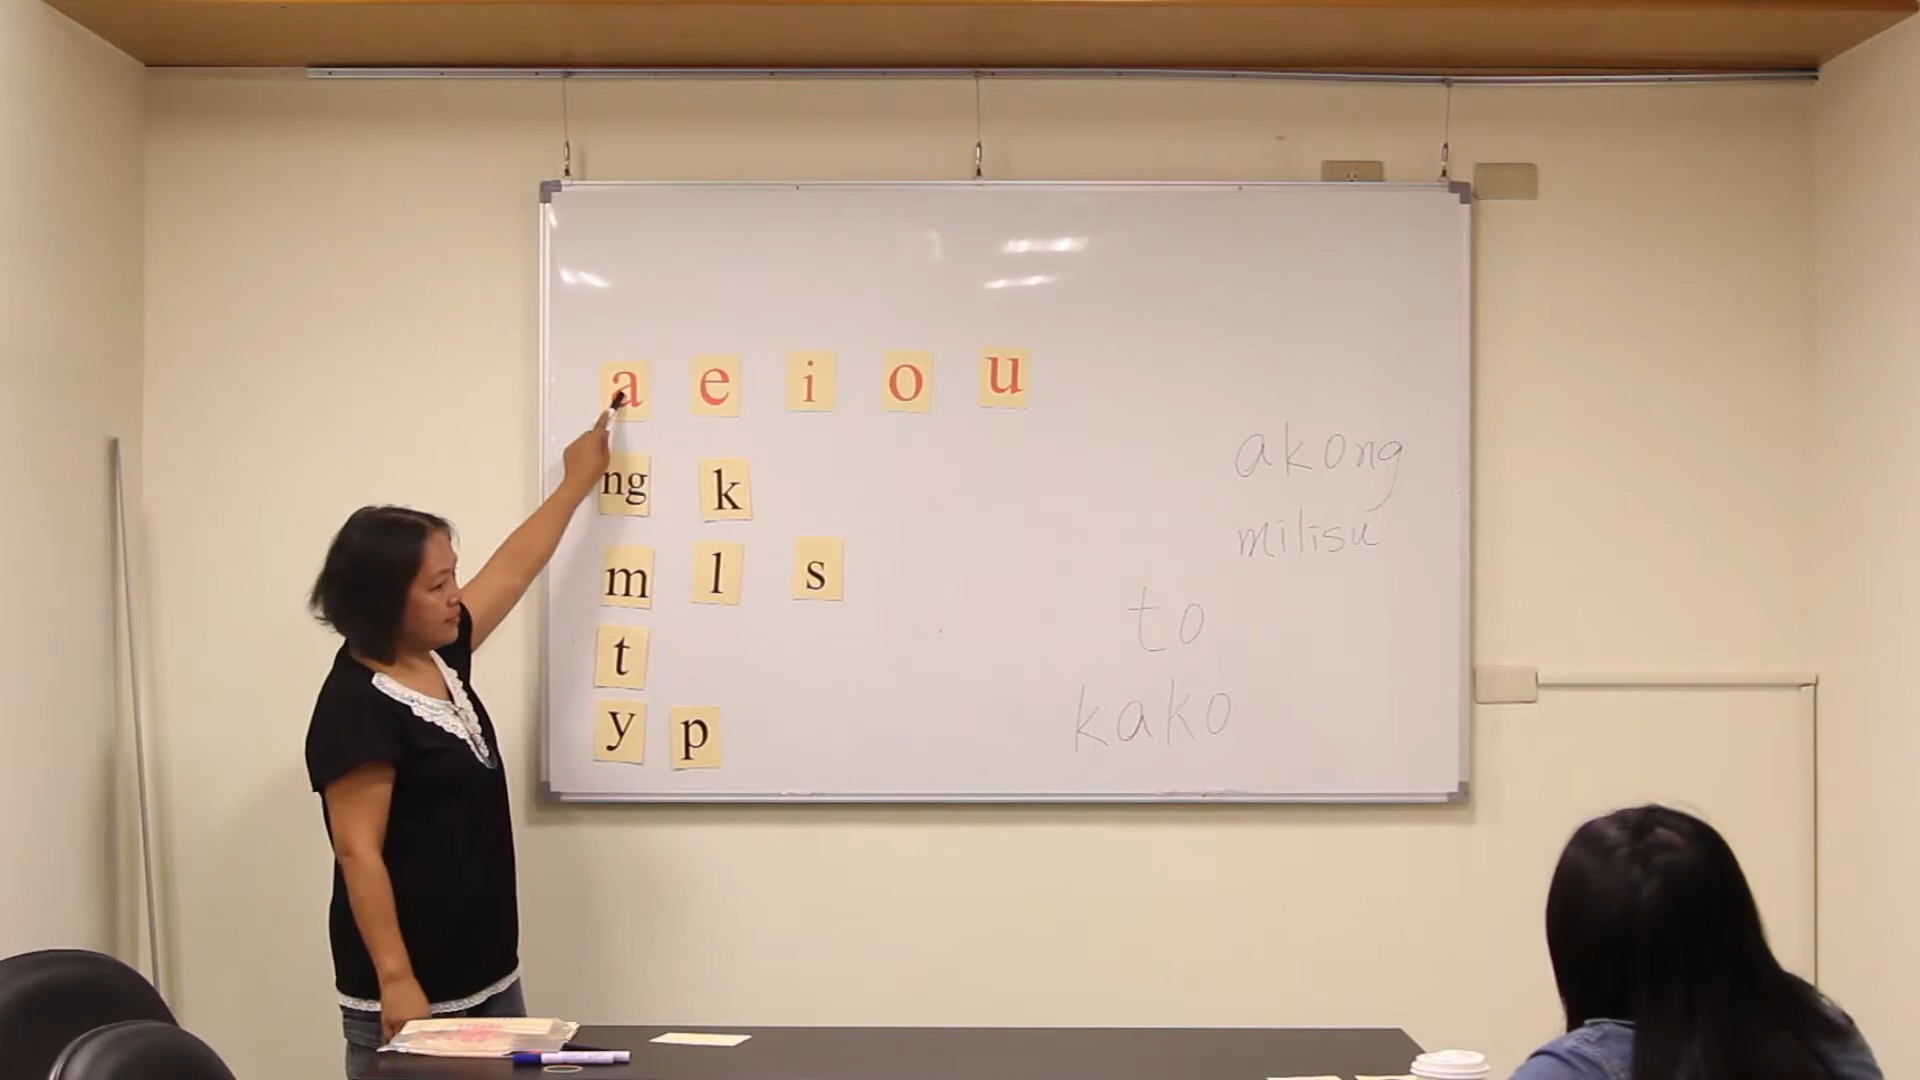 a e i o u
ng k
m l s
t
y p
akong
milisu
to
kako